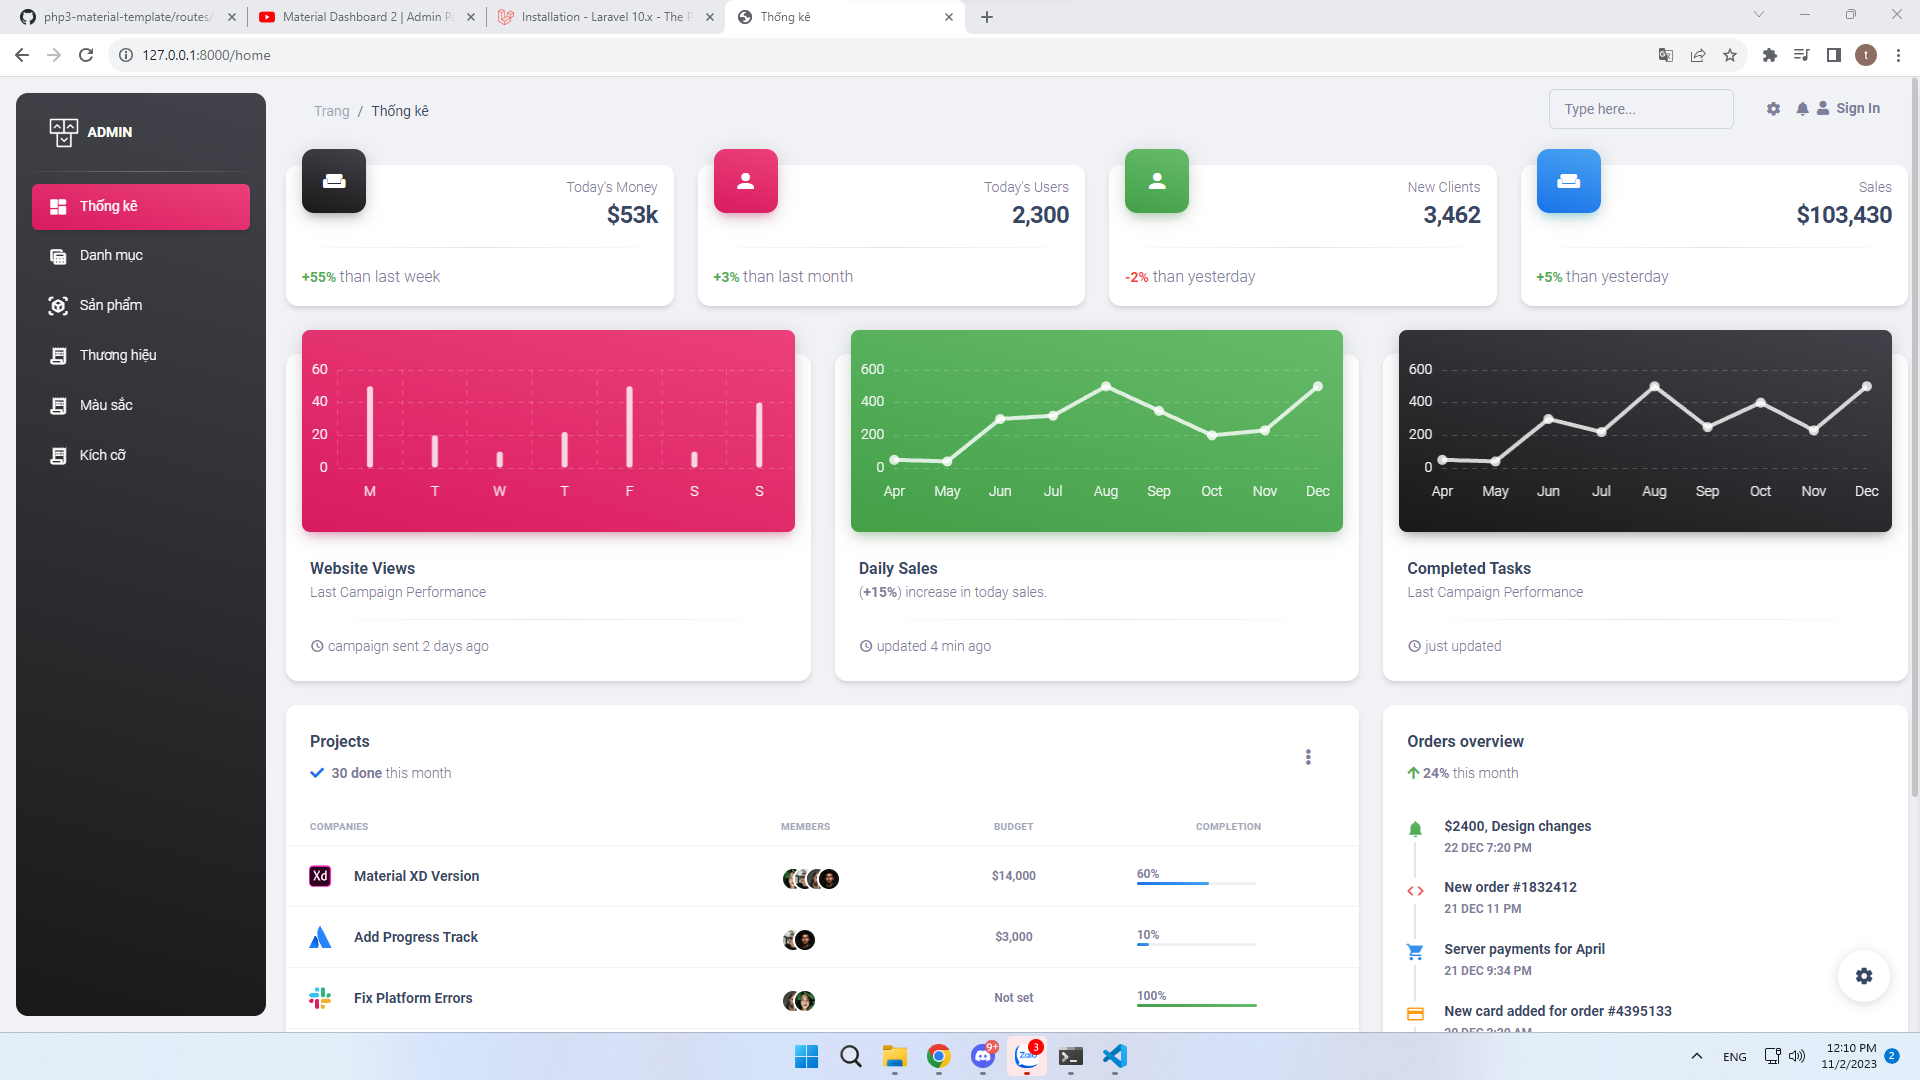 php3-material-template/routes/
Material Dashboard 2 | Admin P
Installation - Laravel 10.x - The P
Thống kê
127.0.0.1:8000/home
t
ADMIN
Thống kê
Danh mục
Sản phẩm
Thương hiệu
Màu sắc
Kích cỡ
Trang / Thống kê
Type here...
Sign In
Today's Money
$53k
+55% than last week
Today's Users
2,300
+3% than last month
New Clients
3,462
-2% than yesterday
Sales
$103,430
+5% than yesterday
60
40
20
0
M T W T F S S
Website Views
Last Campaign Performance
campaign sent 2 days ago
600
400
200
0
Apr May Jun Jul Aug Sep Oct Nov Dec
Daily Sales
(+15%) increase in today sales.
updated 4 min ago
600
400
200
0
Apr May Jun Jul Aug Sep Oct Nov Dec
Completed Tasks
Last Campaign Performance
just updated
Projects
30 done this month
COMPANIES MEMBERS BUDGET COMPLETION
Xd Material XD Version $14,000 60%
Add Progress Track $3,000 10%
Fix Platform Errors Not set 100%
Orders overview
24% this month
$2400, Design changes
22 DEC 7:20 PM
New order #1832412
21 DEC 11 PM
Server payments for April
21 DEC 9:34 PM
New card added for order #4395133
20 DEC 2:20 AM
9+
Zalo
3
ENG
12:10 PM
11/2/2023
2